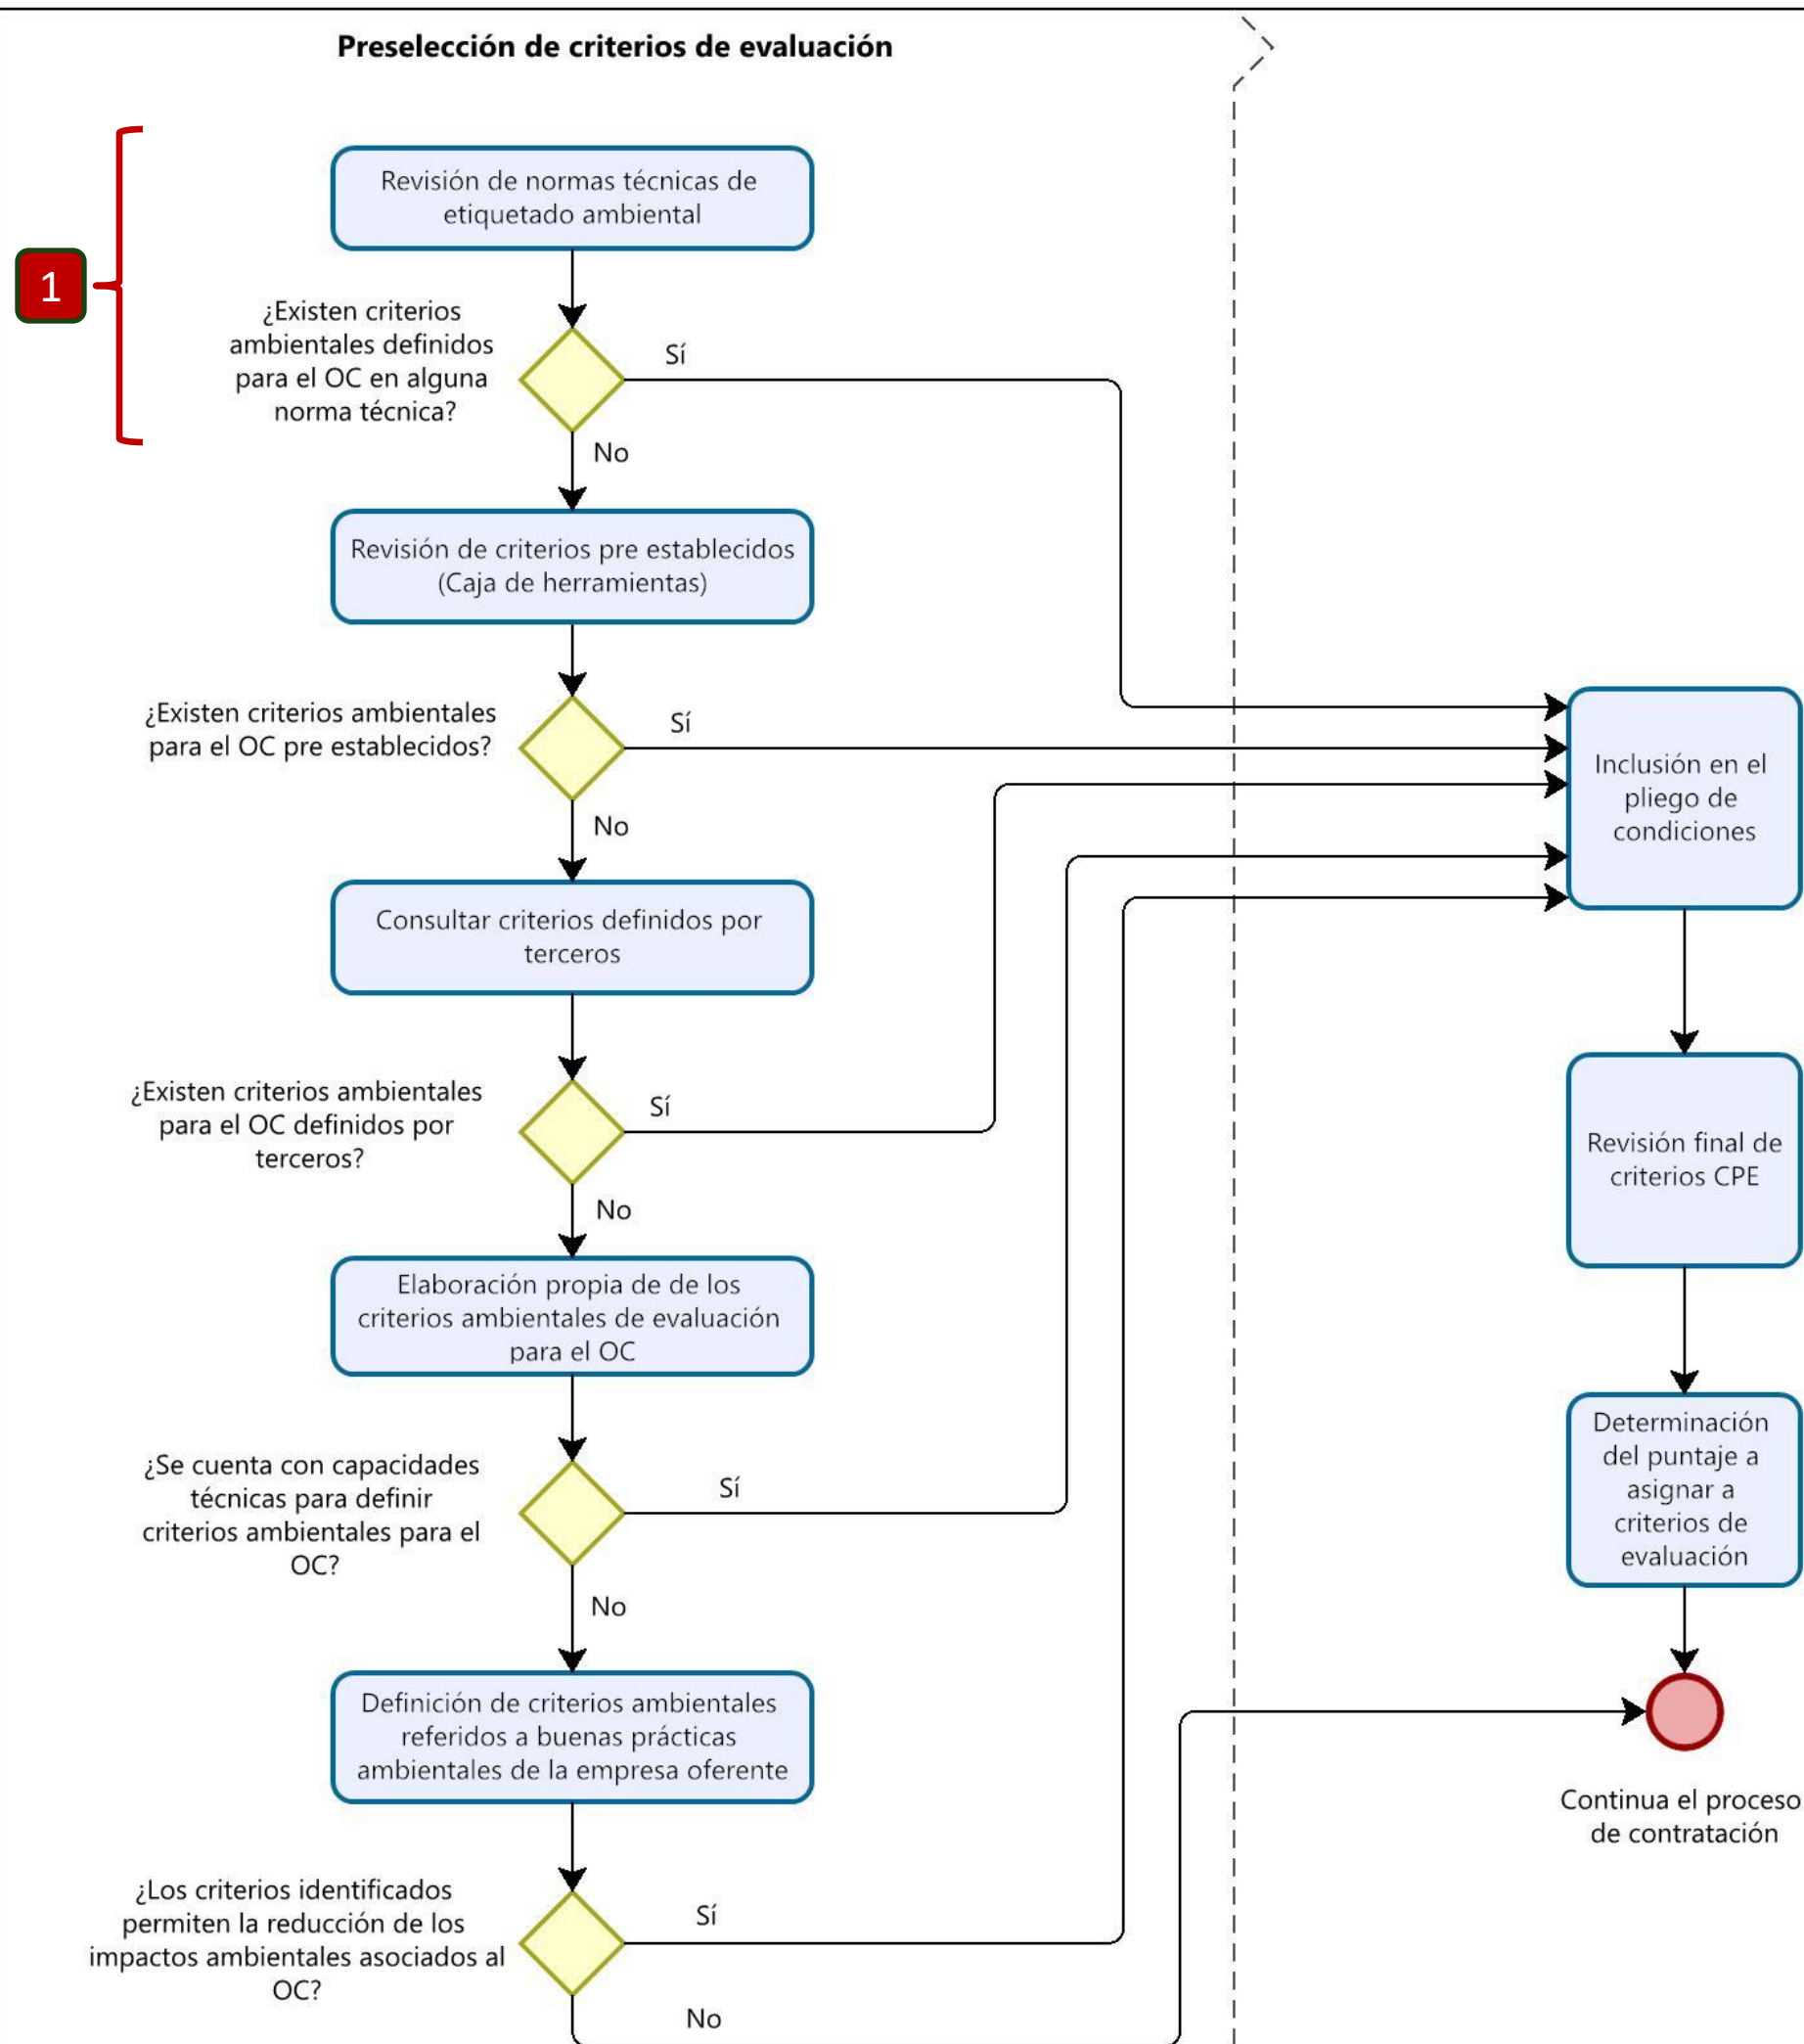 Preselección de criterios de evaluación
1
Revisión de normas técnicas de
etiquetado ambiental
¿Existen criterios
ambientales definidos
para el OC en alguna
norma técnica?
Sí
No
Revisión de criterios pre establecidos
(Caja de herramientas)
¿Existen criterios ambientales
para el OC pre establecidos?
Sí
No
Consultar criterios definidos por
terceros
¿Existen criterios ambientales
para el OC definidos por
terceros?
Sí
No
Elaboración propia de de los
criterios ambientales de evaluación
para el OC
¿Se cuenta con capacidades
técnicas para definir
criterios ambientales para el
OC?
Sí
No
Definición de criterios ambientales
referidos a buenas prácticas
ambientales de la empresa oferente
¿Los criterios identificados
permiten la reducción de los
impactos ambientales asociados al
OC?
Sí
No
Inclusión en el
pliego de
condiciones
Revisión final de
criterios CPE
Determinación
del puntaje a
asignar a
criterios de
evaluación
Continua el proceso
de contratación